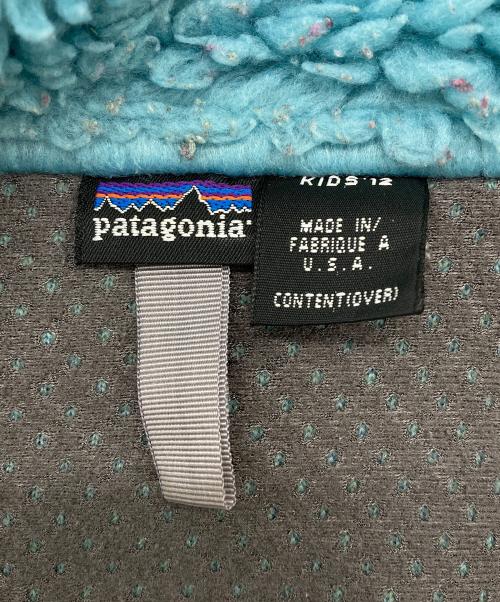 patagonia
KIDS 12
MADE IN/
FABRIQUE A
U.S.A.
CONTENT(OVER)